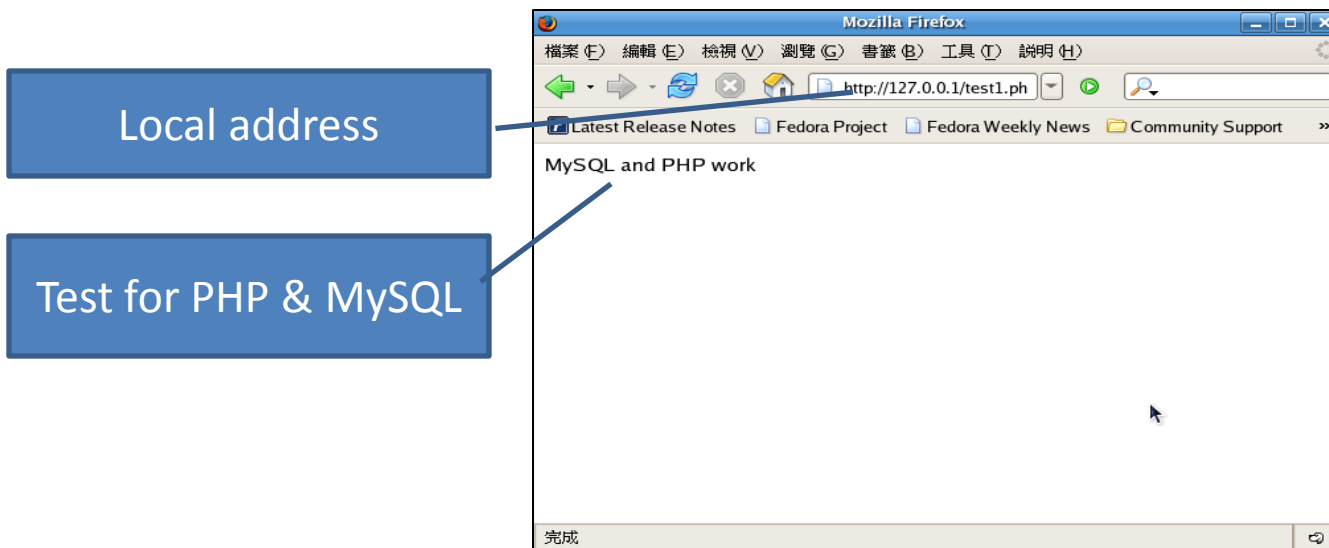 Mozilla Firefox
檔案 (F) 編輯 (E) 檢視 (V) 瀏覽 (G) 書籤 (B) 工具 (T) 說明 (H)
http://127.0.0.1/test1.ph
Latest Release Notes Fedora Project Fedora Weekly News Community Support »
MySQL and PHP work
Local address
Test for PHP & MySQL
完成